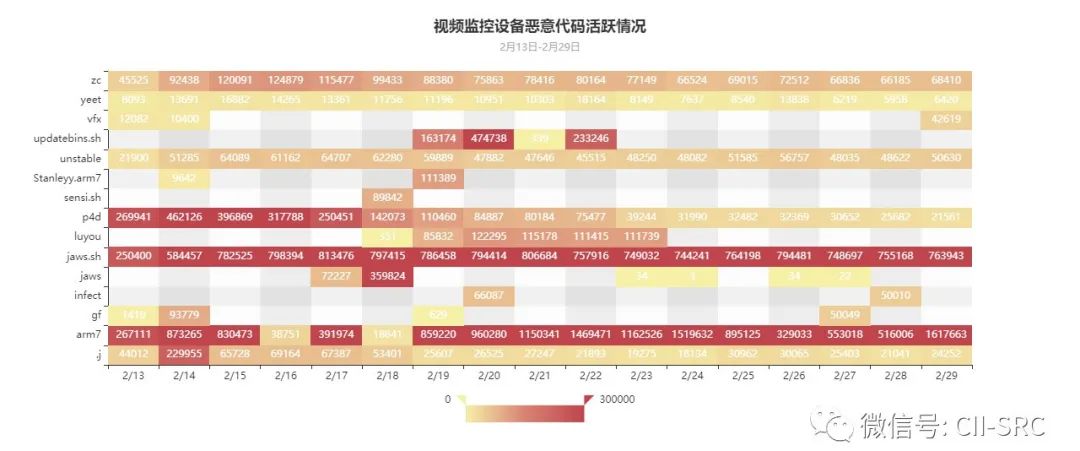 视频监控设备恶意代码活跃情况
2月13日-2月29日
zc 45525 92438 120091 124879 115477 99433 88380 75863 78416 80164 77149 66524 69015 72512 66836 66185 68410
yeet 8093 13691 16882 14265 13361 11756 11196 10951 10303 18164 8149 7637 8540 13838 6219 5958 6420
vfx 12082 10400 42619
updatebins.sh 163174 474738 339 233246
unstable 21900 51285 64089 61162 64707 62280 59889 47882 47646 45515 48250 48082 51585 56757 48035 48622 50630
Stanleyy.arm7 9642 111389
sensi.sh 89842
p4d 269941 462126 396869 317788 250451 142073 110460 84887 80184 75477 39244 31990 32482 32369 30652 25682 21561
luyou 351 85832 122295 115178 111415 111739
jaws.sh 250400 584457 782525 798394 813476 797415 786458 794414 806684 757916 749032 744241 764198 794481 748697 755168 763943
jaws 72227 359824 34 1 34 22
infect 66087 50010
gf 1419 93779 629 50049
arm7 267111 873265 830473 38751 391974 18641 859220 960280 1150341 1469471 1162526 1519632 895125 329033 553018 516006 1617663
.j 44012 229955 65728 69164 67387 53401 25607 26525 27247 21893 19275 18134 30962 30065 25403 21041 24252
2/13 2/14 2/15 2/16 2/17 2/18 2/19 2/20 2/21 2/22 2/23 2/24 2/25 2/26 2/27 2/28 2/29
0 300000
微信号: CII-SRC